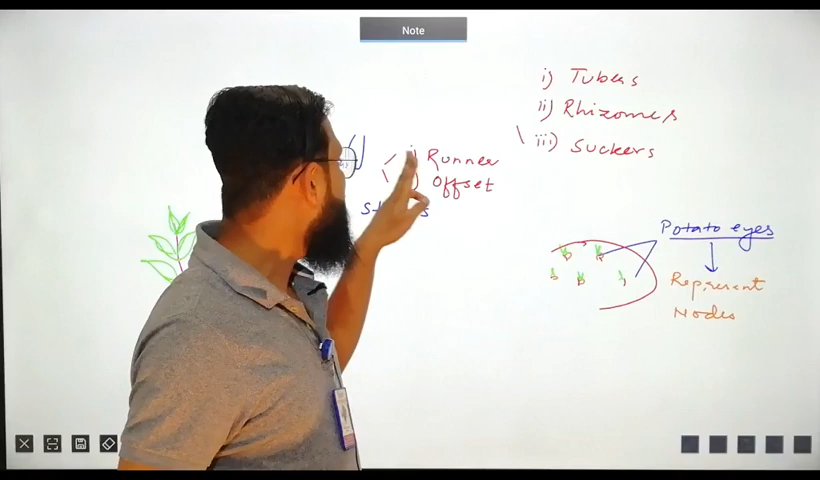 Note
i) Tubers
ii) Rhizomes
iii) Suckers
i) Runner
) Offset
Potato eyes
Represent
Nodes